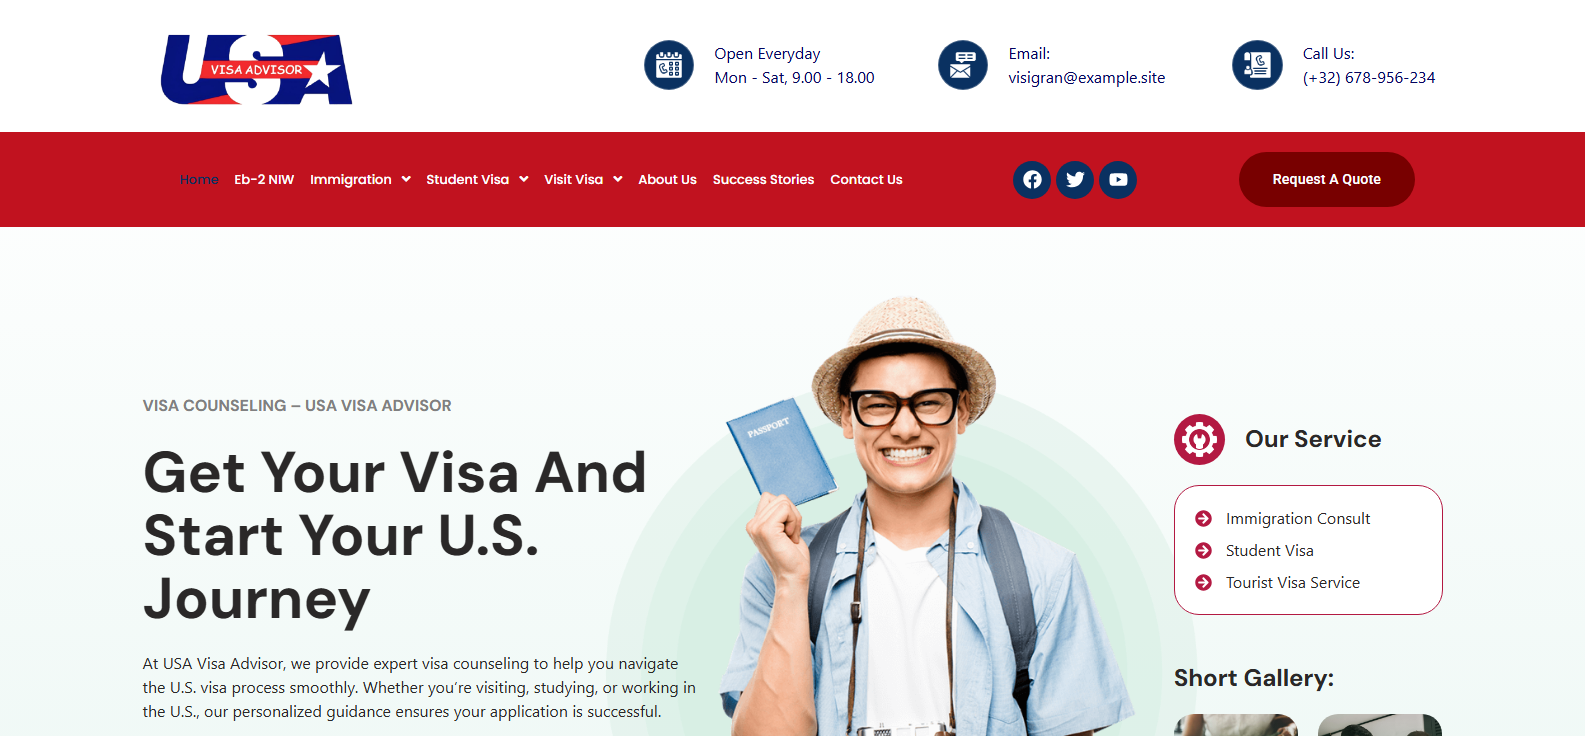 USA
VISA ADVISOR
Open Everyday
Mon - Sat, 9.00 - 18.00
Email:
visigran@example.site
Call Us:
(+32) 678-956-234
Home
Eb-2 NIW
Immigration
Student Visa
Visit Visa
About Us
Success Stories
Contact Us
Request A Quote
VISA COUNSELING – USA VISA ADVISOR
Get Your Visa And
Start Your U.S.
Journey
At USA Visa Advisor, we provide expert visa counseling to help you navigate
the U.S. visa process smoothly. Whether you’re visiting, studying, or working in
the U.S., our personalized guidance ensures your application is successful.
PASSPORT
Our Service
Immigration Consult
Student Visa
Tourist Visa Service
Short Gallery: